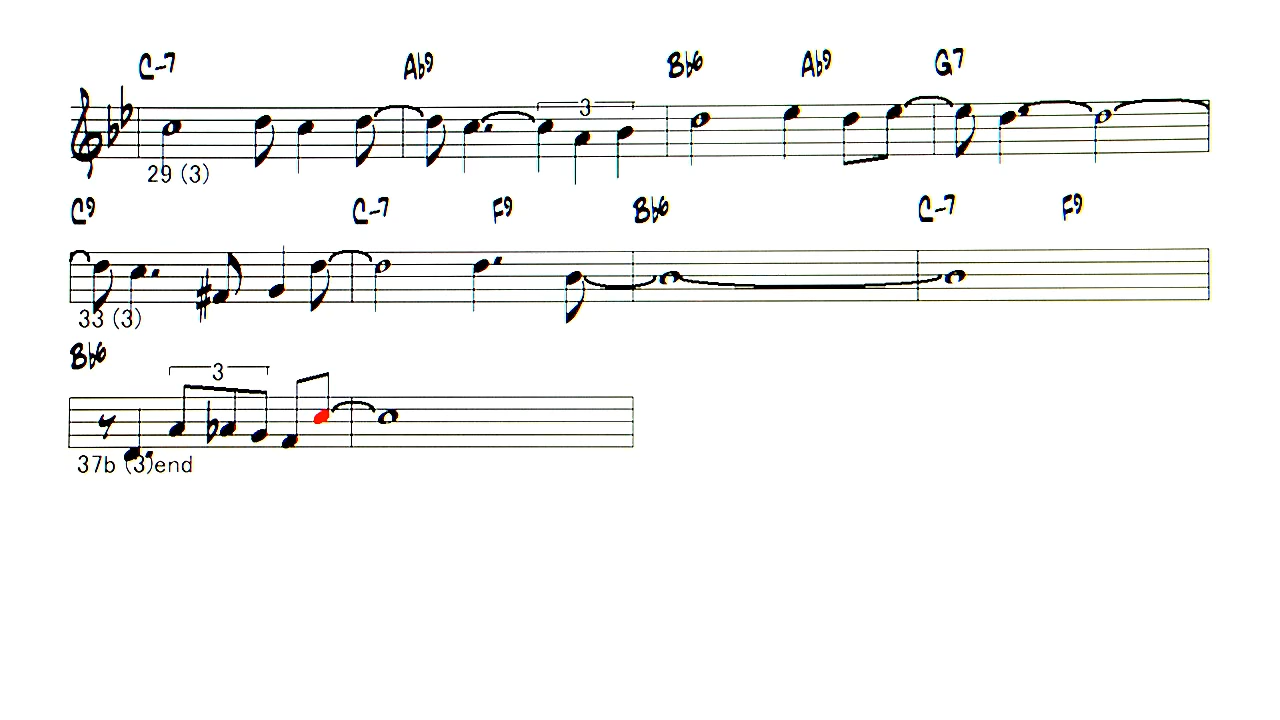 C-7 Ab9 Bb6 Ab9 G7
3
29 (3)
C9 C-7 F9 Bb6 C-7 F9
33 (3)
Bb6
3
37b (3)end